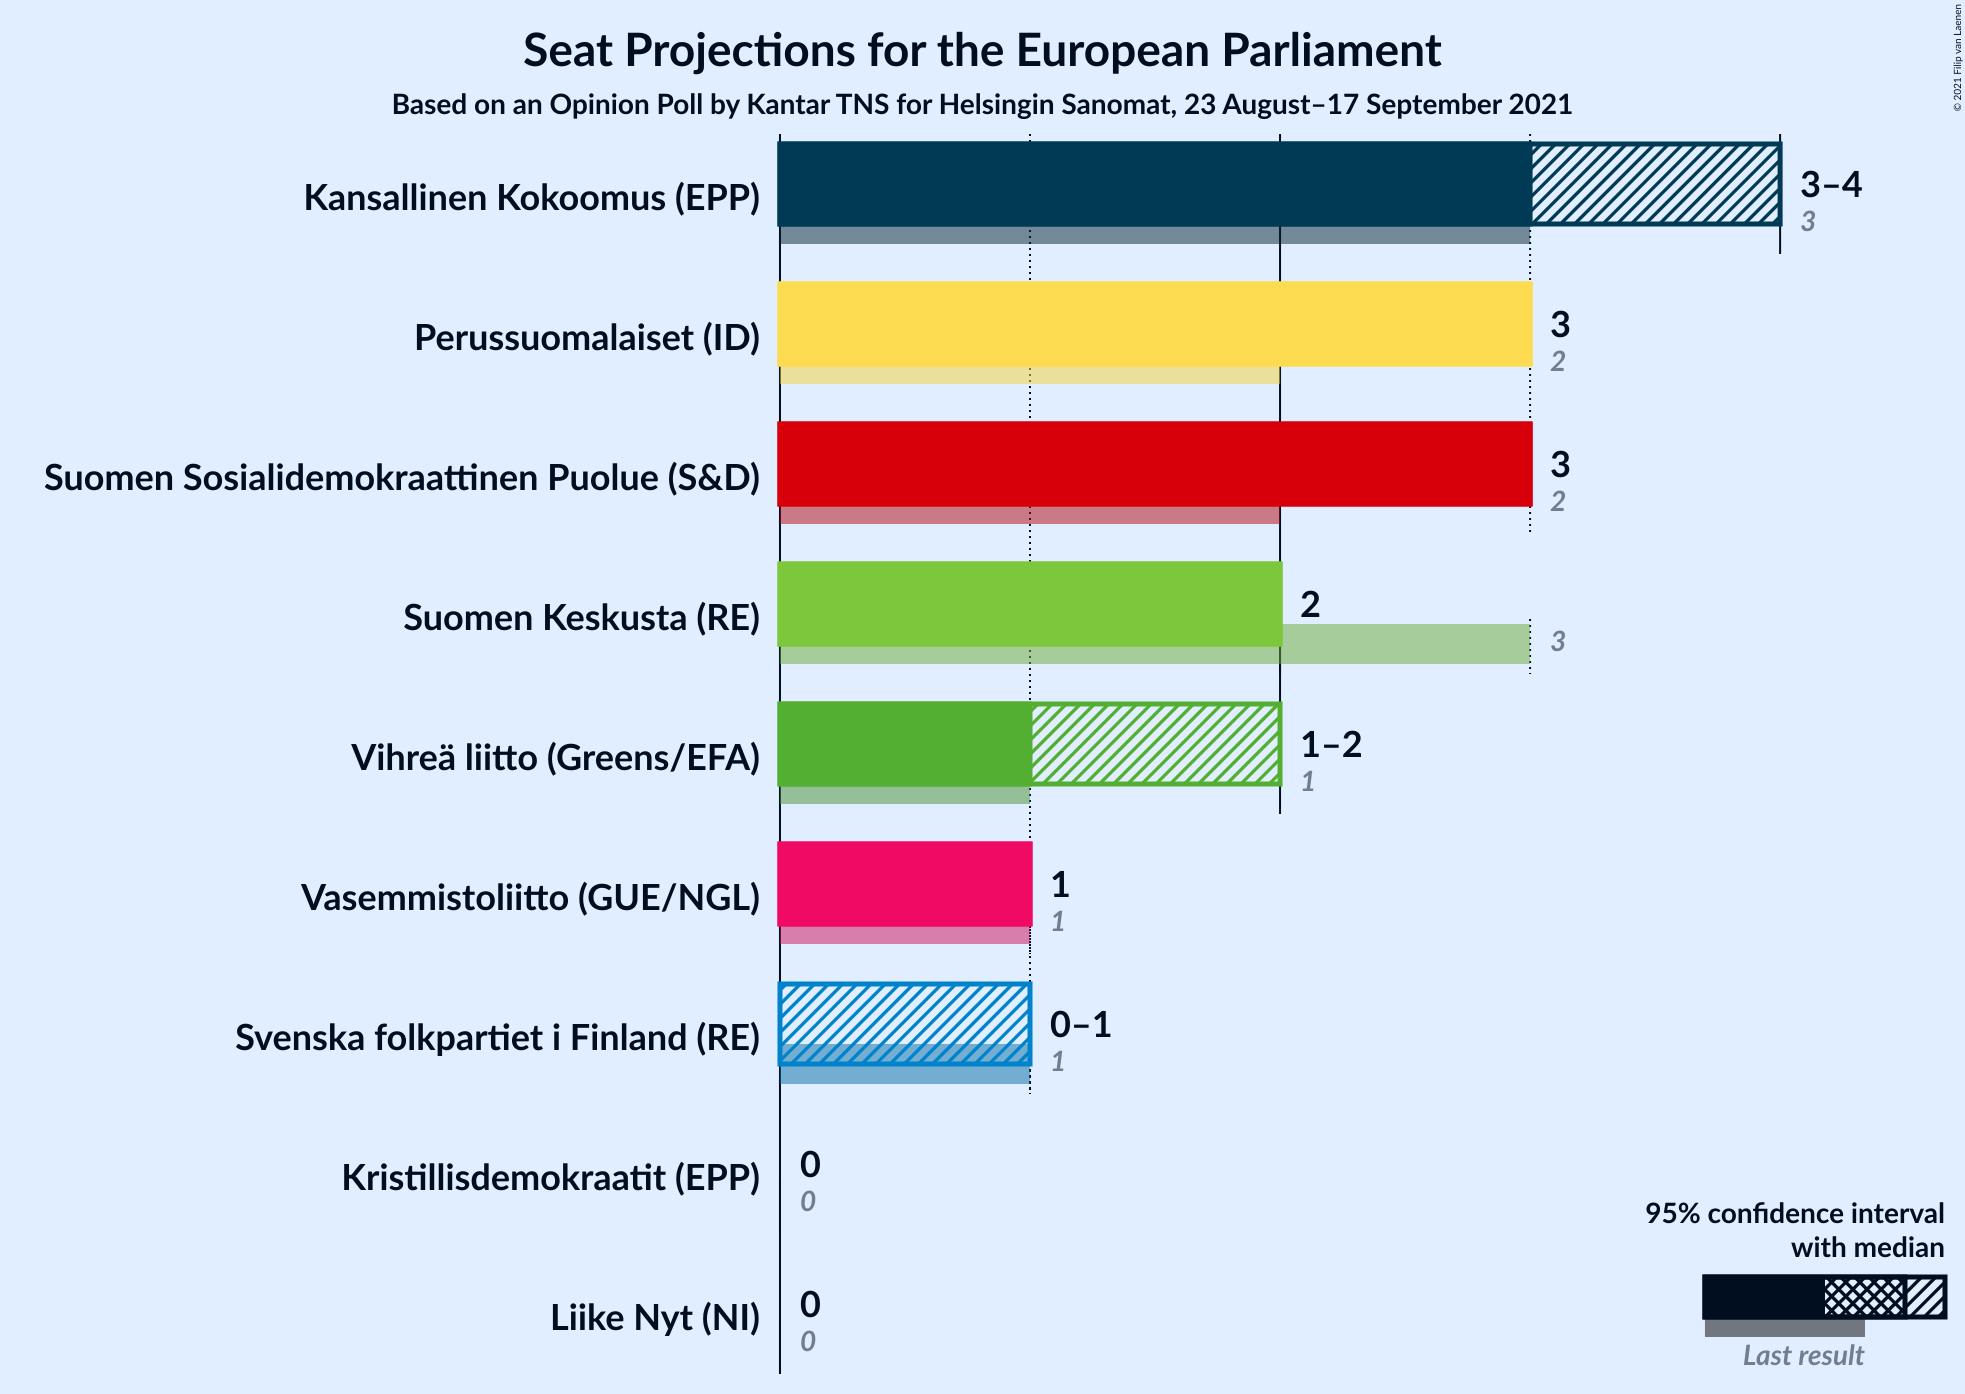 Seat Projections for the European Parliament
Based on an Opinion Poll by Kantar TNS for Helsingin Sanomat, 23 August–17 September 2021
© 2021 Filip van Laenen
Kansallinen Kokoomus (EPP)
3–4
3
Perussuomalaiset (ID)
3
2
Suomen Sosialidemokraattinen Puolue (S&D)
3
2
Suomen Keskusta (RE)
2
3
Vihreä liitto (Greens/EFA)
1–2
1
Vasemmistoliitto (GUE/NGL)
1
1
Svenska folkpartiet i Finland (RE)
0–1
1
Kristillisdemokraatit (EPP)
0
0
Liike Nyt (NI)
0
0
95% confidence interval
with median
Last result